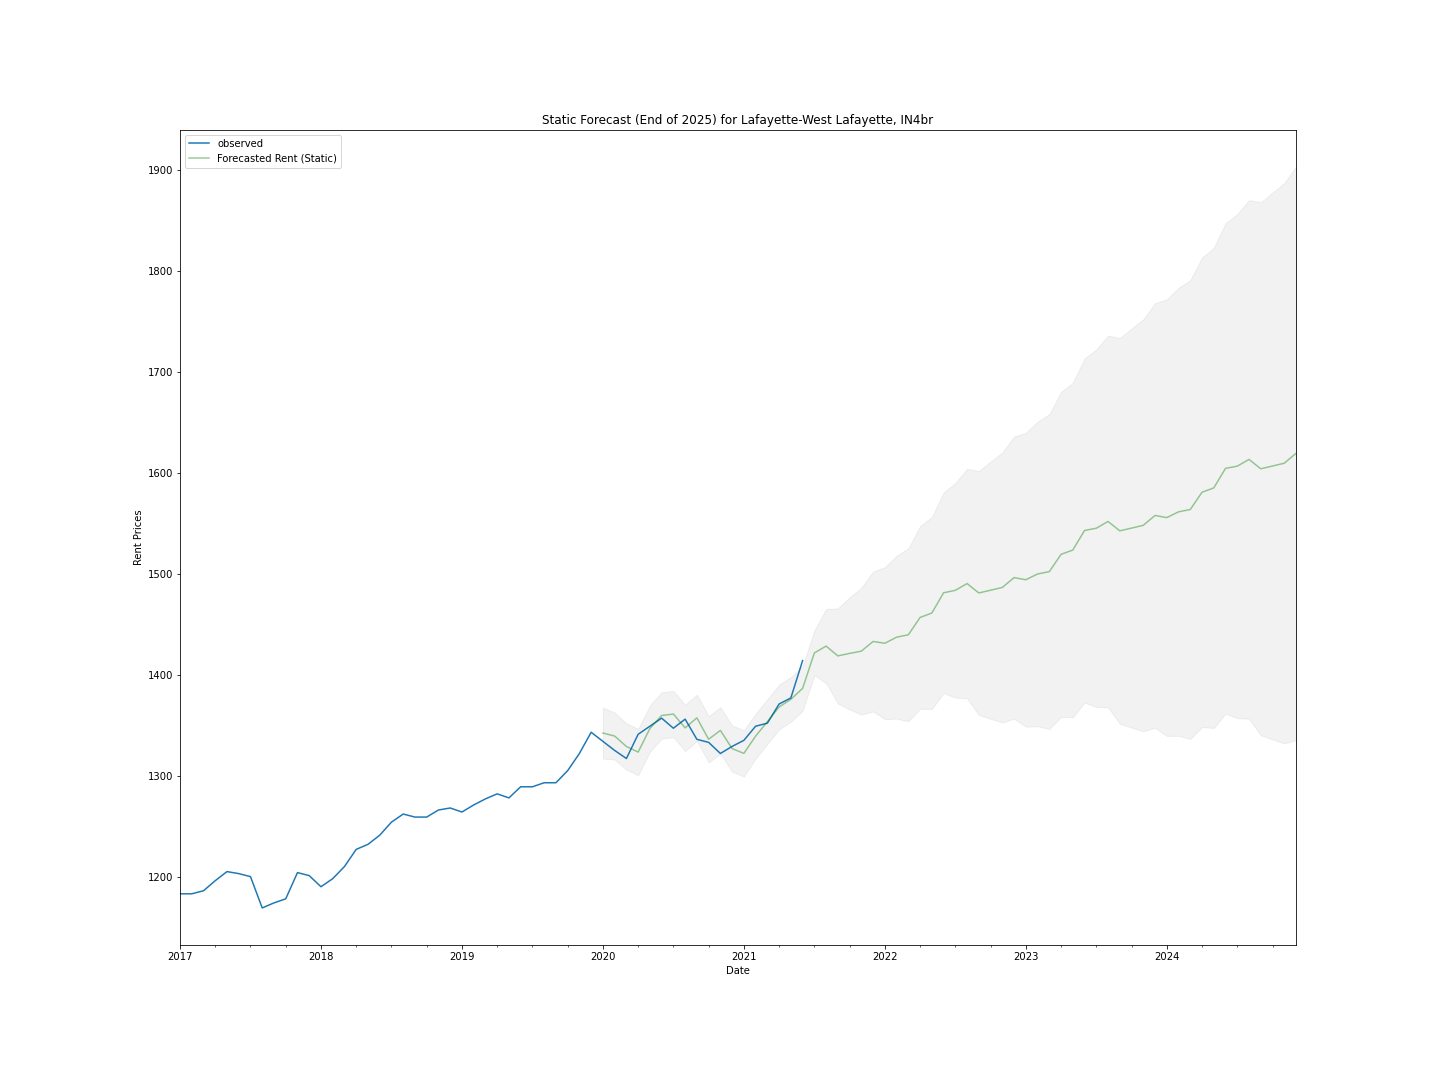 Static Forecast (End of 2025) for Lafayette-West Lafayette, IN4br
observed
Forecasted Rent (Static)
1900
1800
1700
1600
1500
1400
1300
1200
Rent Prices
2017 2018 2019 2020 2021 2022 2023 2024
Date